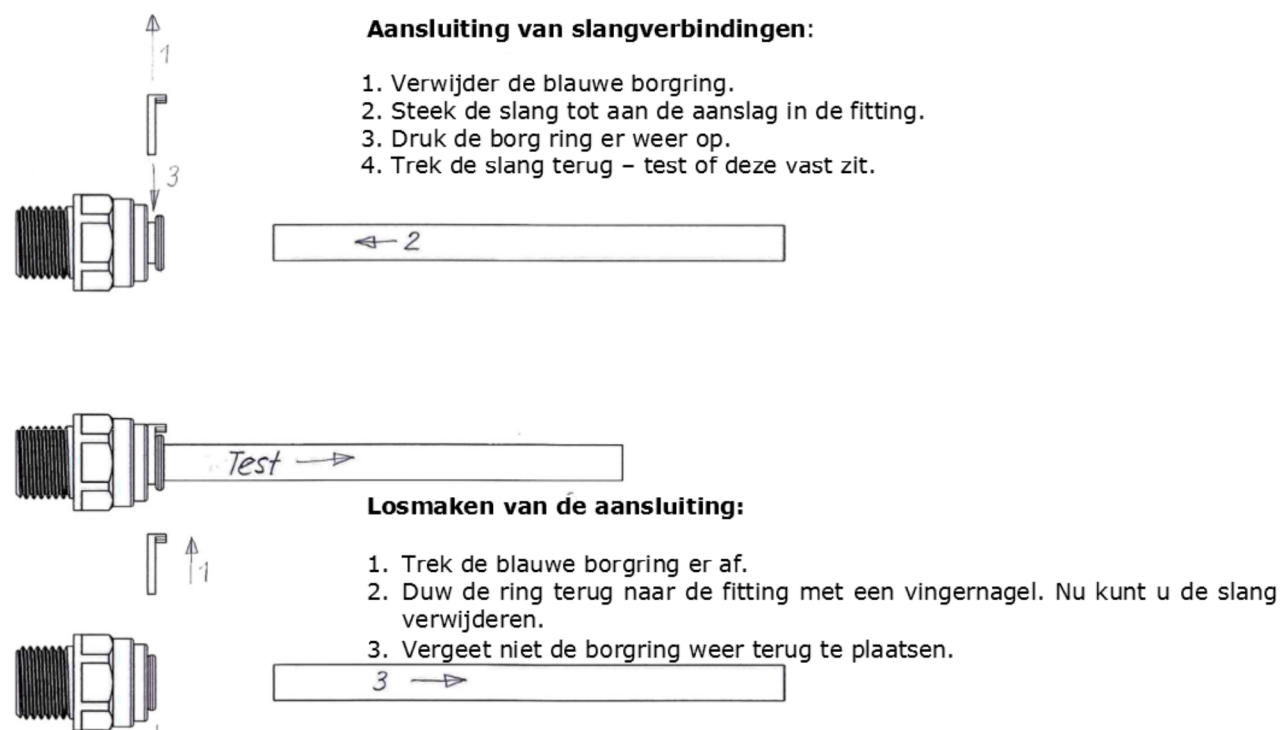 Aansluiting van slangverbindingen:
1
1. Verwijder de blauwe borgring.
2. Steek de slang tot aan de aanslag in de fitting.
3. Druk de borg ring er weer op.
4. Trek de slang terug – test of deze vast zit.
3
2
Test
Losmaken van de aansluiting:
1
1. Trek de blauwe borgring er af.
2. Duw de ring terug naar de fitting met een vingernagel. Nu kunt u de slang
verwijderen.
3. Vergeet niet de borgring weer terug te plaatsen.
3